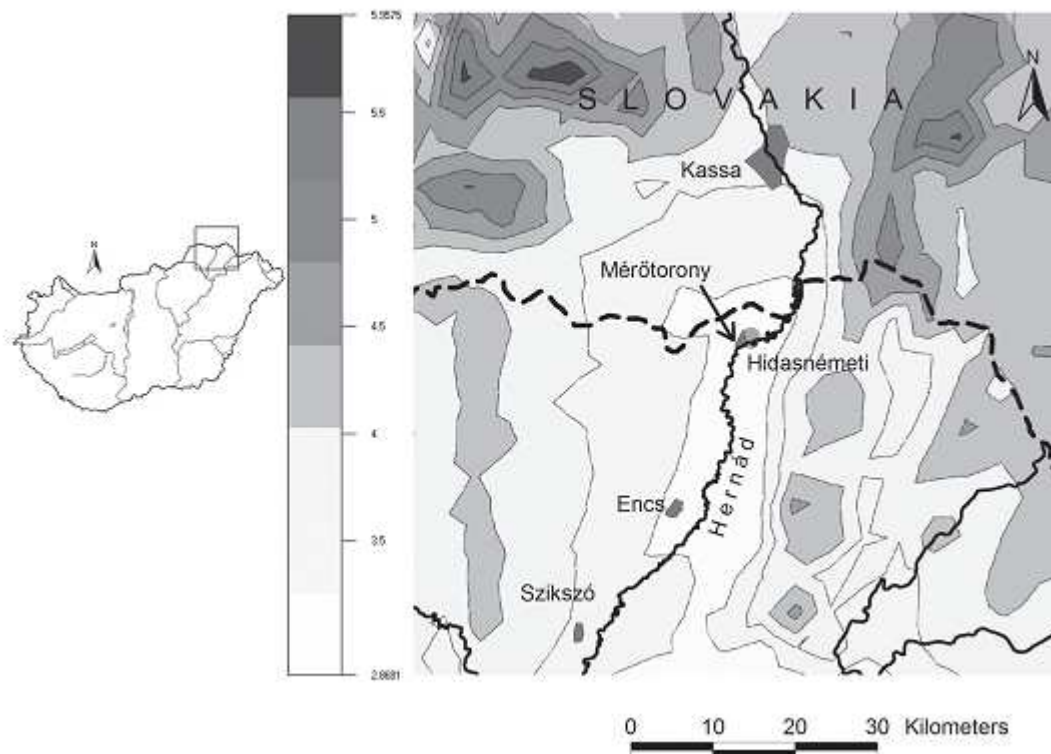 5.9575
5.5
5.
4.5
4.
3.5
2.8681
N
N
SLOVAKIA
Kassa
Mérőtorony
Hidasnémeti
Hernád
Encs
Szikszó
0 10 20 30 Kilometers